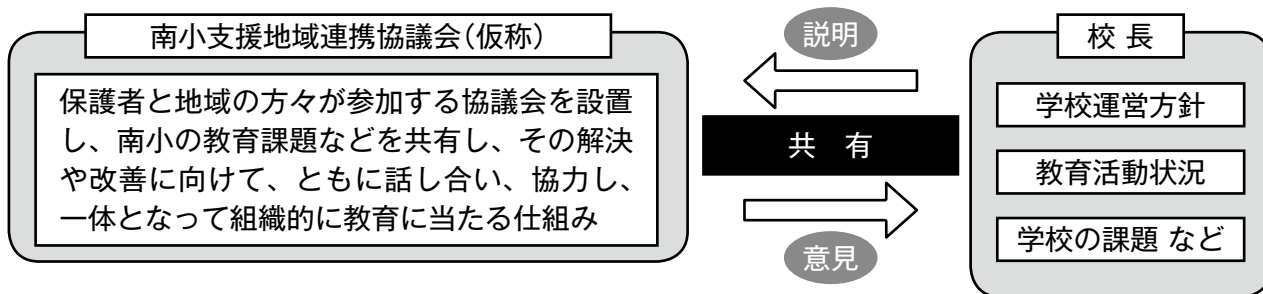 南小支援地域連携協議会(仮称)
保護者と地域の方々が参加する協議会を設置
し、南小の教育課題などを共有し、その解決
や改善に向けて、ともに話し合い、協力し、
一体となって組織的に教育に当たる仕組み
説明
共 有
意見
校 長
学校運営方針
教育活動状況
学校の課題 など